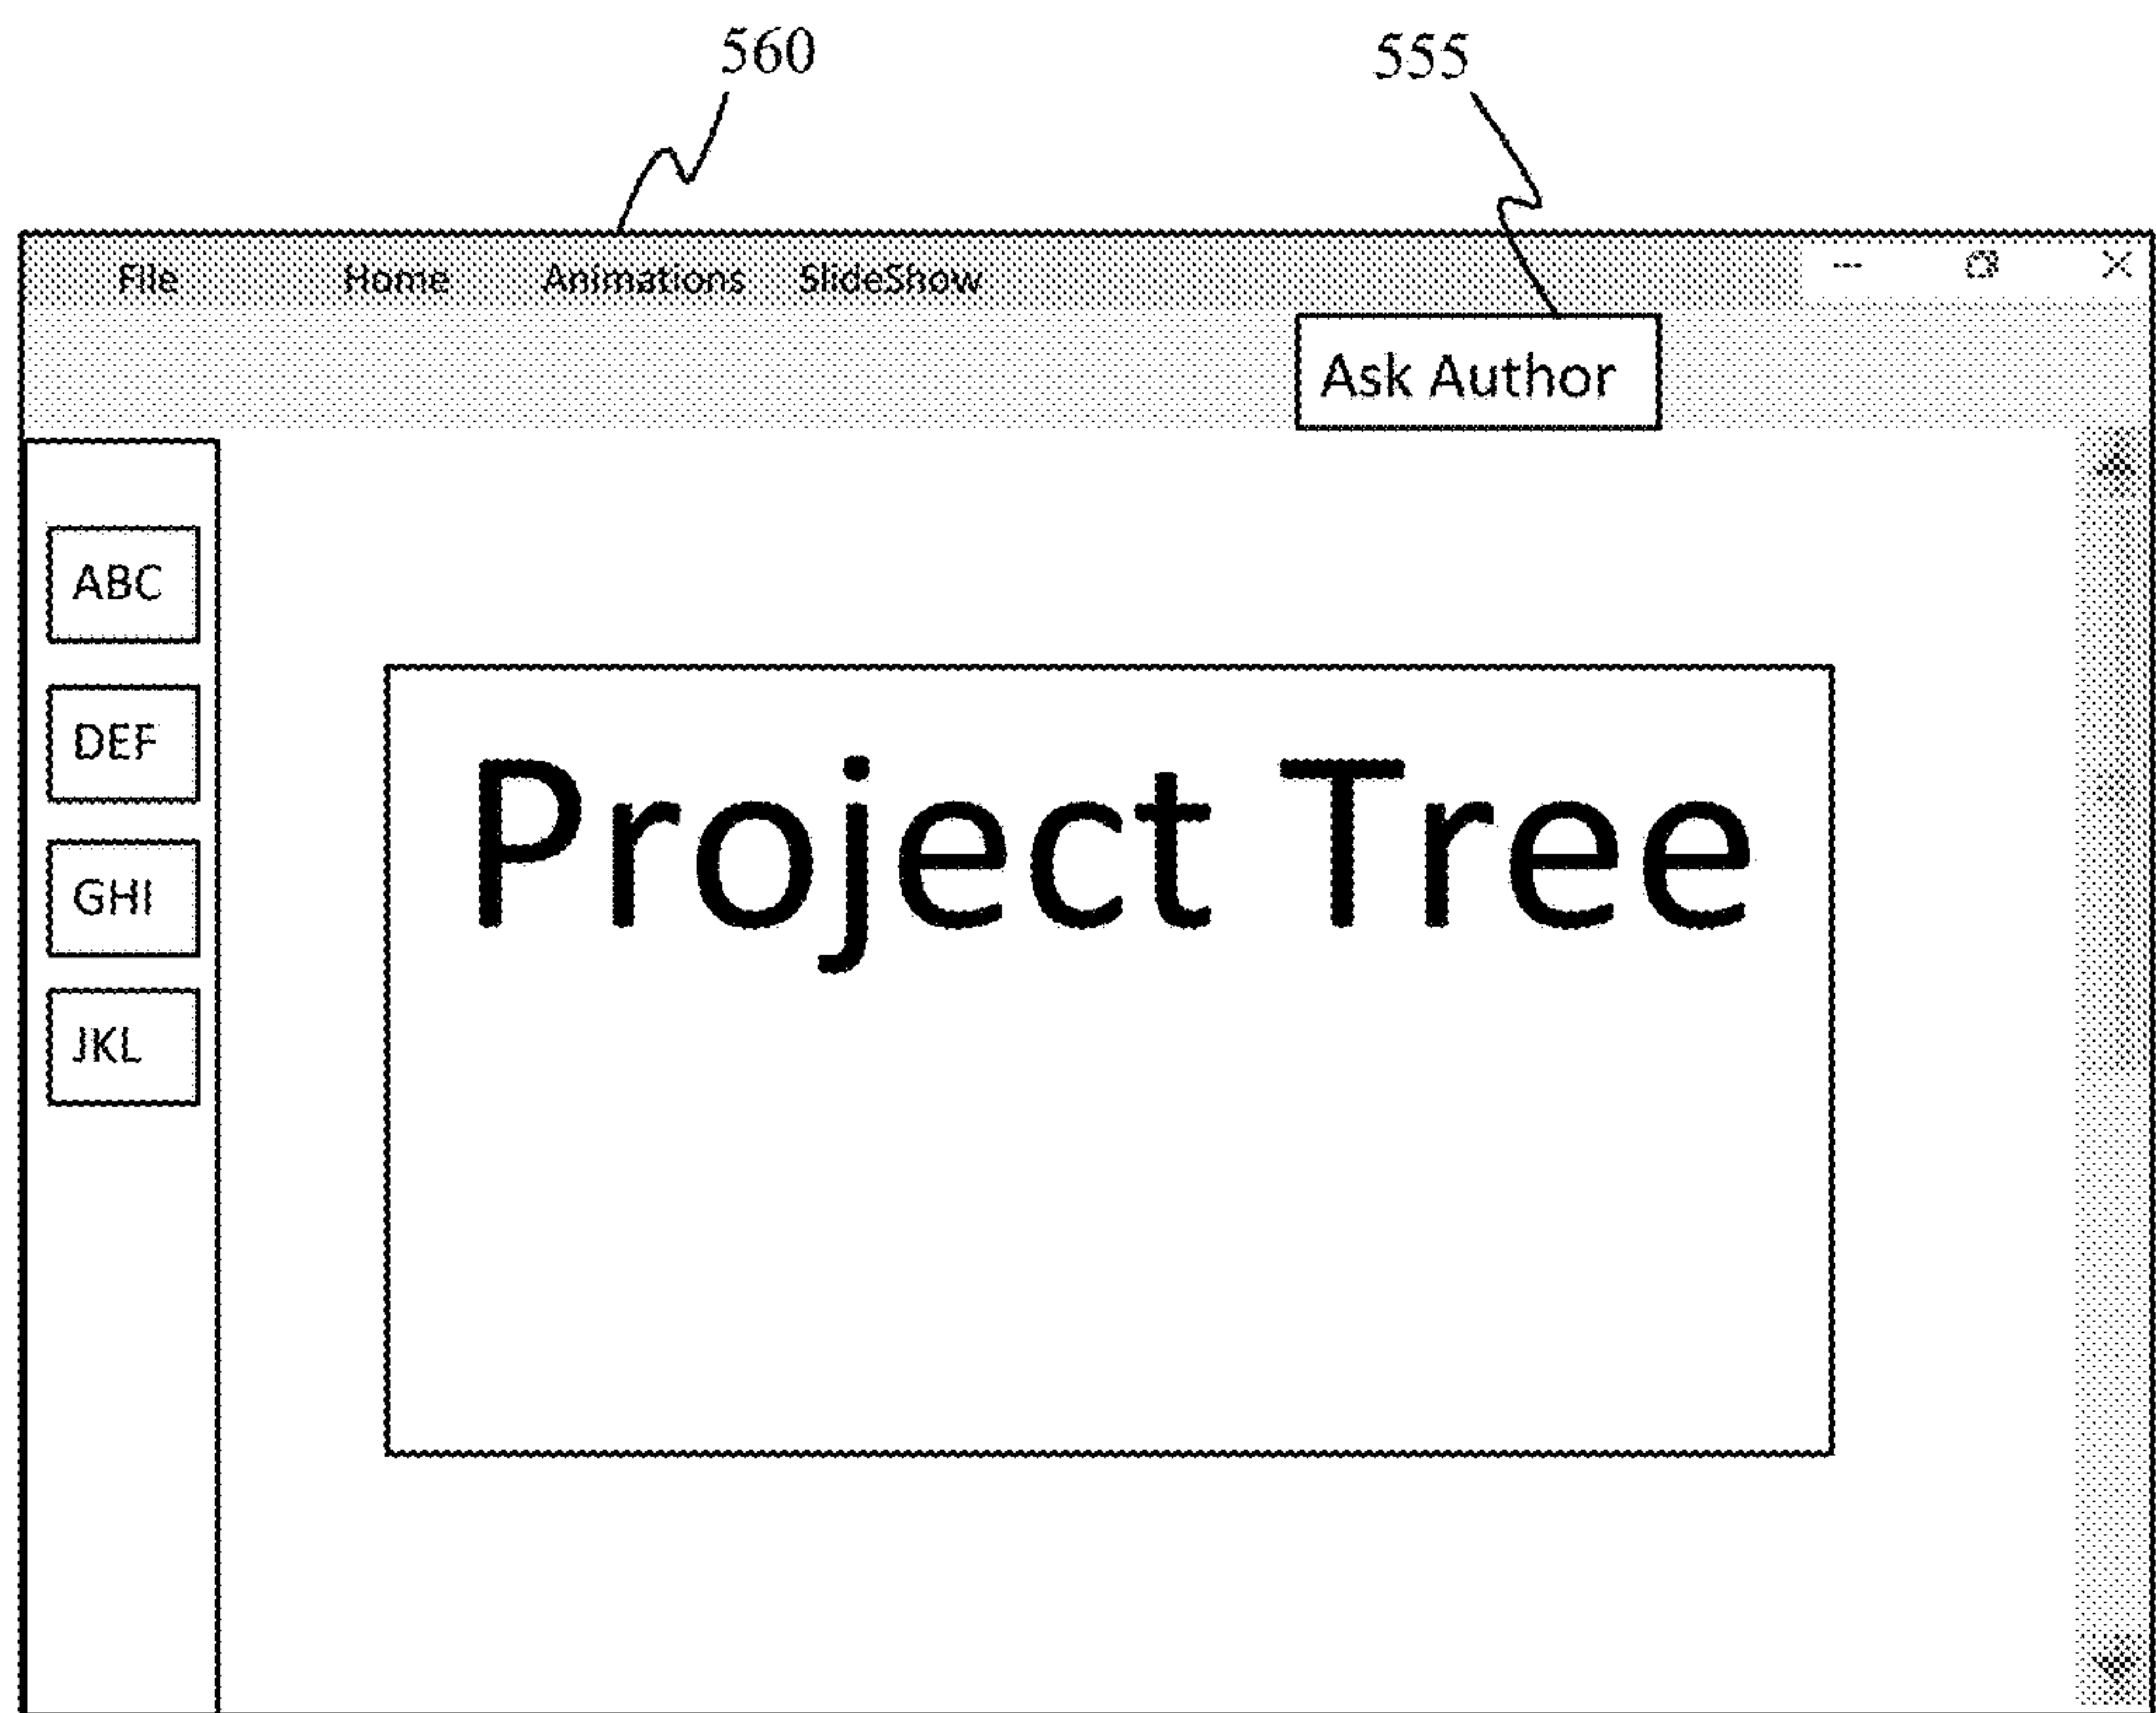 560 555
File Home Animations SlideShow
Ask Author
ABC
DEF
GHI
JKL
Project Tree